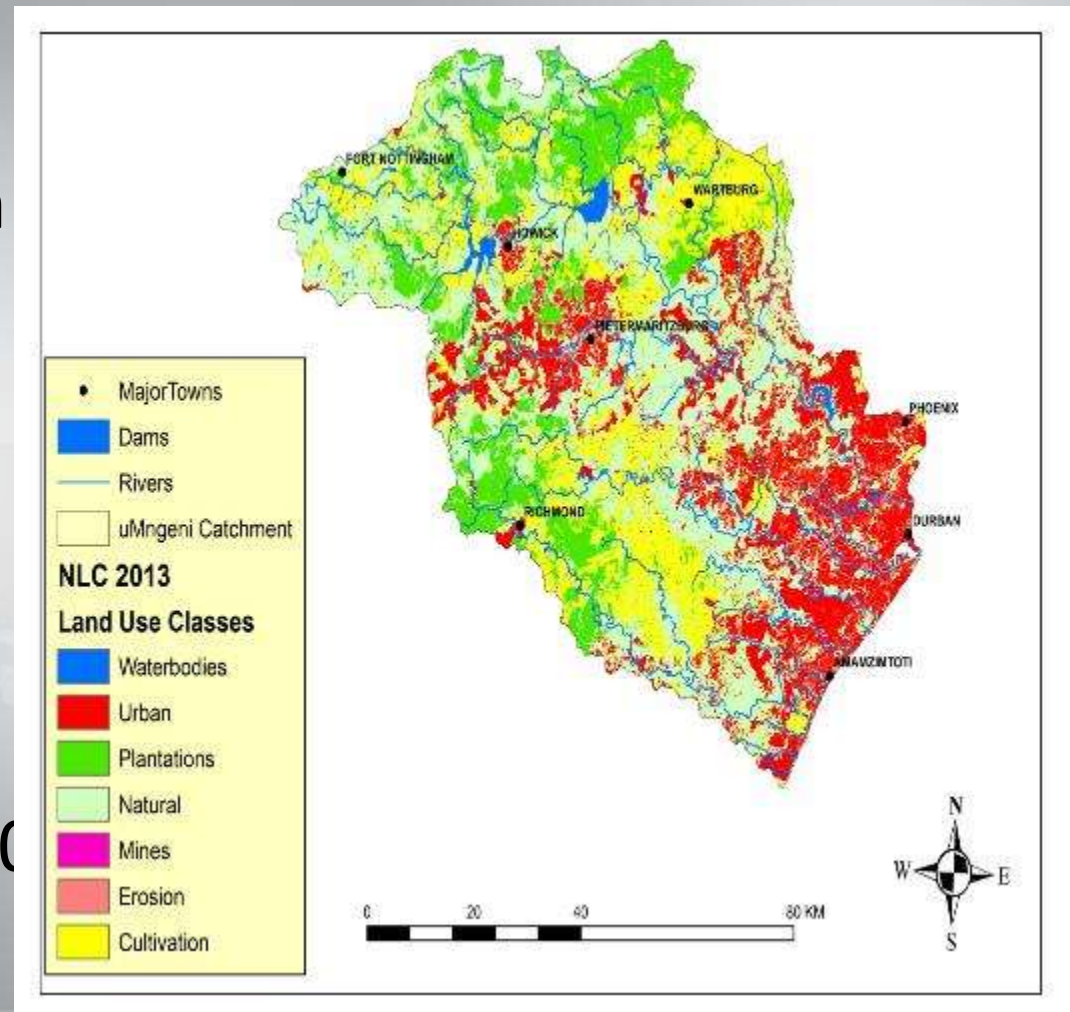 FORT NOTTINGHAM
WARTBURG
HOWICK
PIETERMARITZBURG
PHOENIX
DURBAN
RICHMOND
AMAMZIMTOTI
MajorTowns
Dams
Rivers
uMngeni Catchment
NLC 2013
Land Use Classes
Waterbodies
Urban
Plantations
Natural
Mines
Erosion
Cultivation
0 20 40 80 KM
N
W E
S